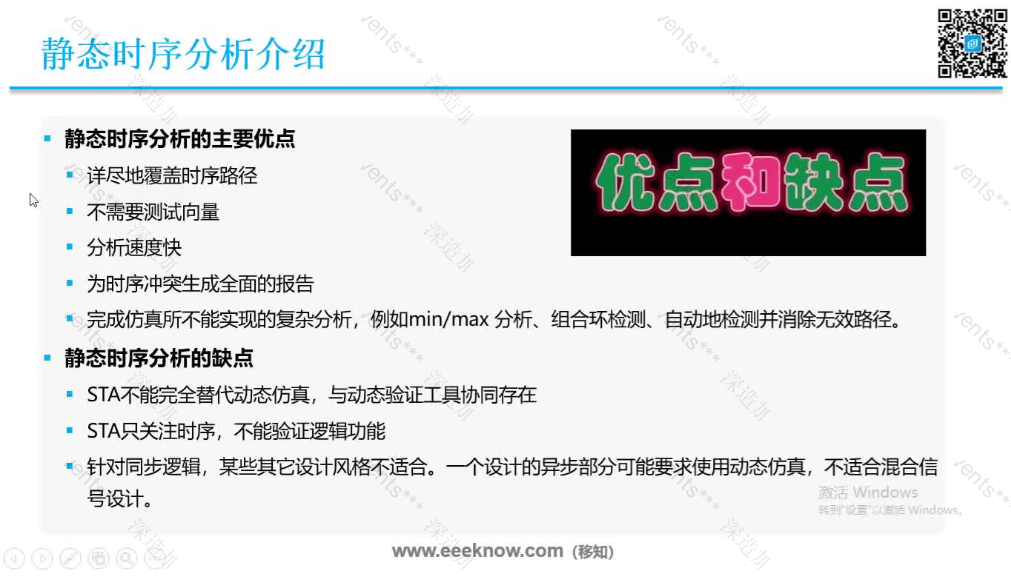 静态时序分析介绍
静态时序分析的主要优点
详尽地覆盖时序路径
不需要测试向量
分析速度快
为时序冲突生成全面的报告
完成仿真所不能实现的复杂分析，例如min/max 分析、组合环检测、自动地检测并消除无效路径。
优点和缺点
静态时序分析的缺点
STA不能完全替代动态仿真，与动态验证工具协同存在
STA只关注时序，不能验证逻辑功能
针对同步逻辑，某些其它设计风格不适合。一个设计的异步部分可能要求使用动态仿真，不适合混合信
号设计。
激活 Windows
转到"设置"以激活 Windows。
www.eeeknow.com（移知）